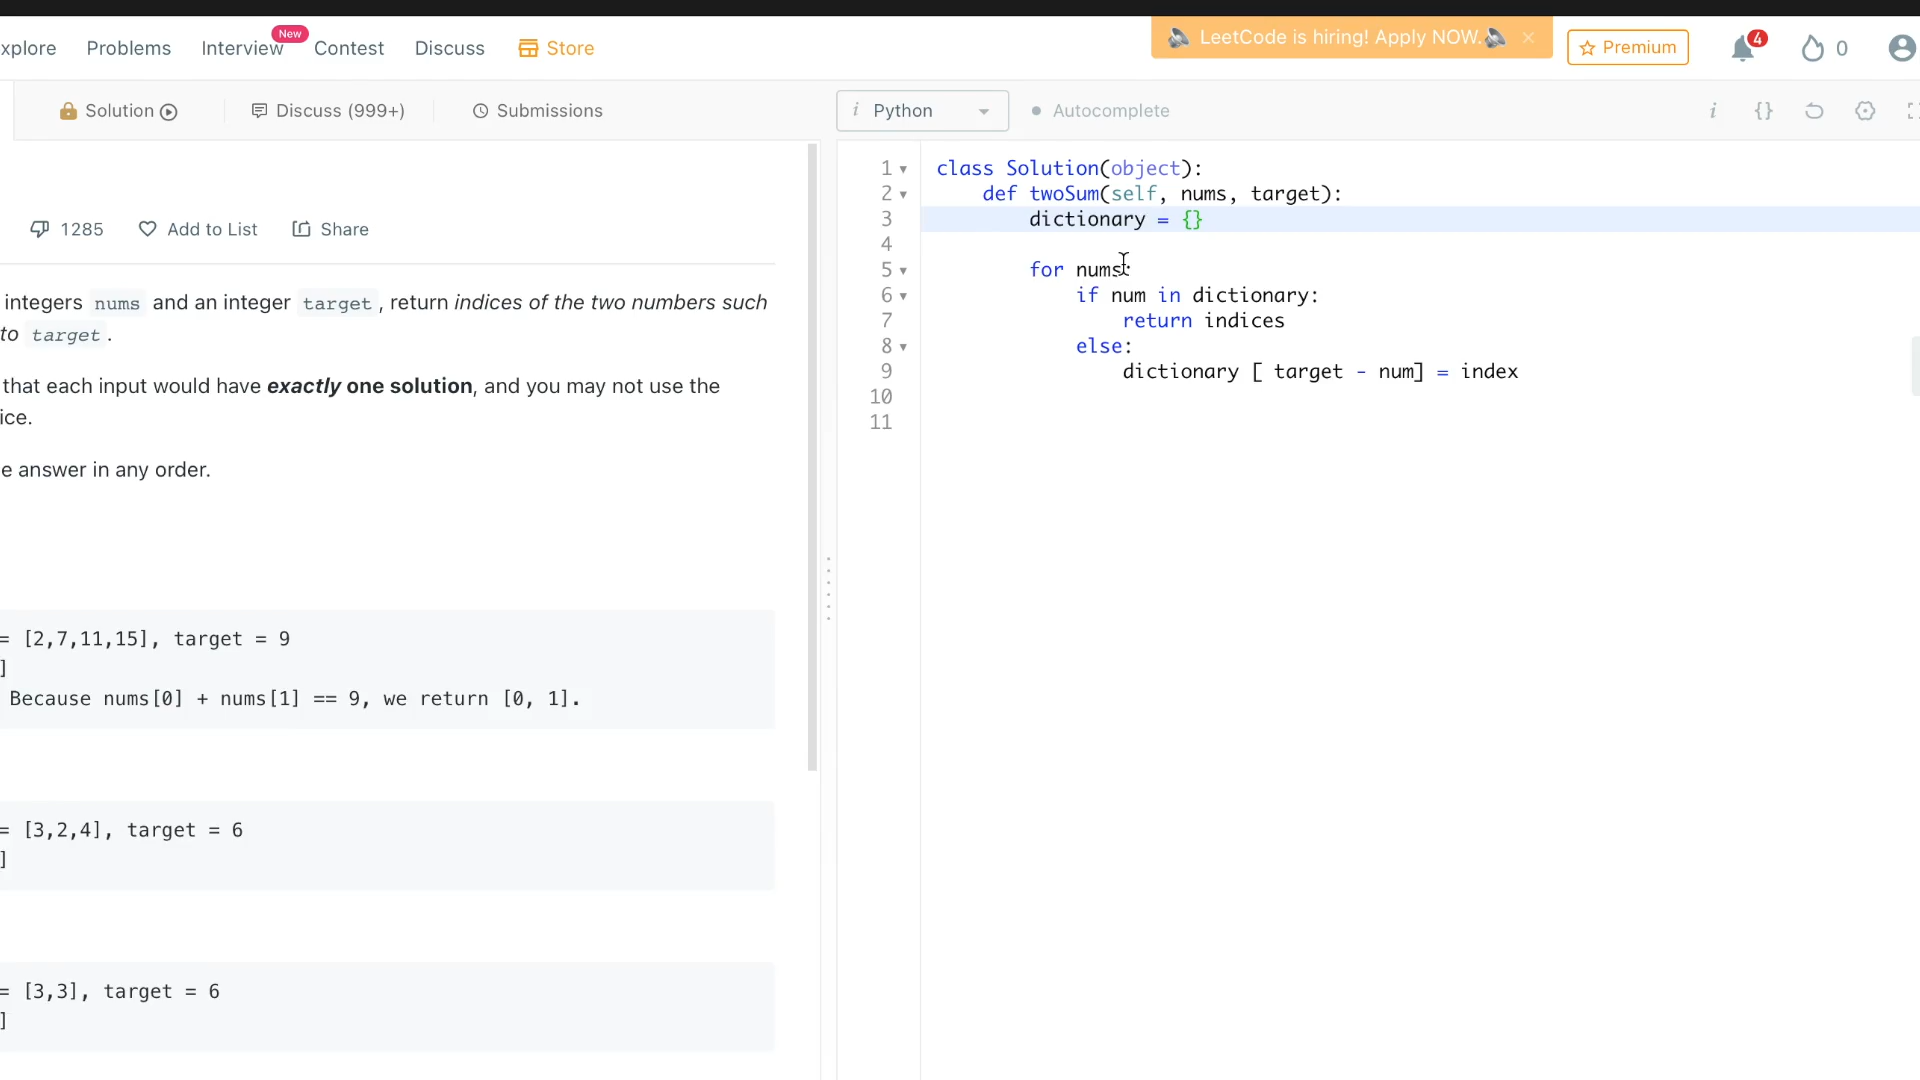 xplore Problems Interview New Contest Discuss Store LeetCode is hiring! Apply NOW. × Premium 4 0
Solution Discuss (999+) Submissions
i Python Autocomplete i {}
1285 Add to List Share
integers nums and an integer target, return indices of the two numbers such
to target.
that each input would have exactly one solution, and you may not use the
ice.
e answer in any order.
= [2,7,11,15], target = 9
]
Because nums[0] + nums[1] == 9, we return [0, 1].
= [3,2,4], target = 6
]
= [3,3], target = 6
]
1 class Solution(object):
2 def twoSum(self, nums, target):
3 dictionary = {}
4
5 for nums:
6 if num in dictionary:
7 return indices
8 else:
9 dictionary [ target - num] = index
10
11